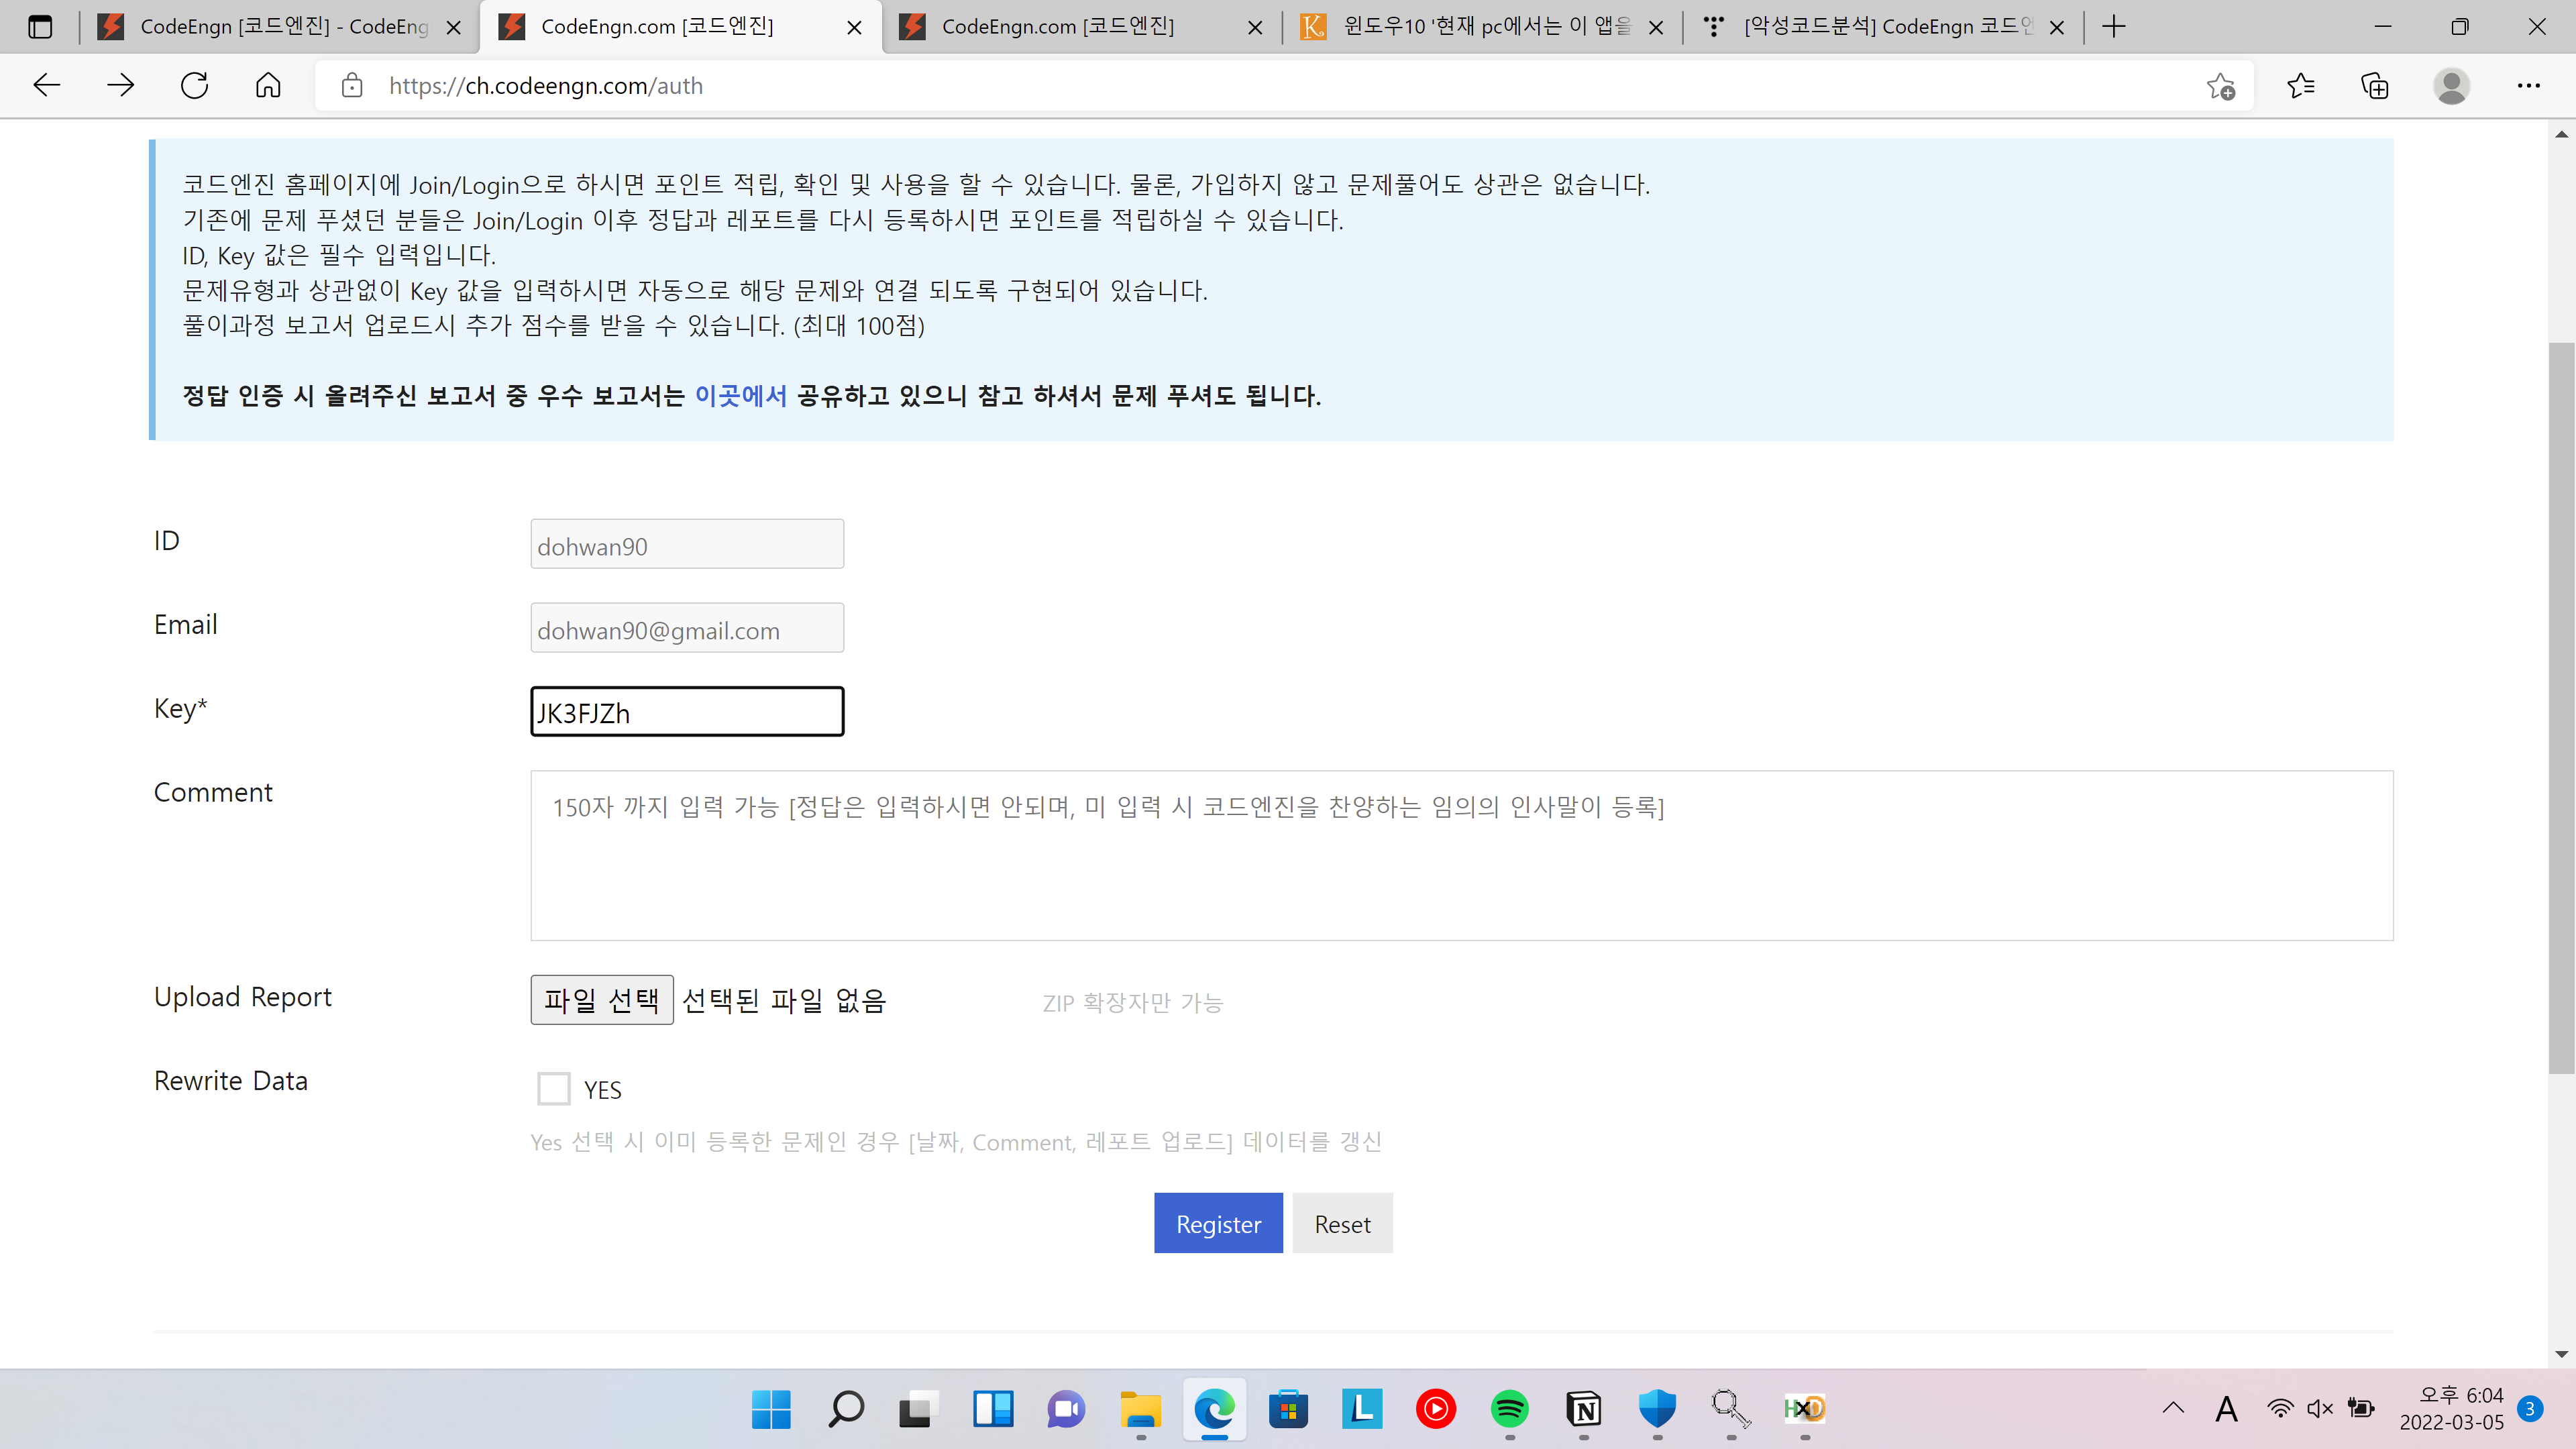 CodeEngn [코드엔진] - CodeEng
CodeEngn.com [코드엔진]
CodeEngn.com [코드엔진]
윈도우10 '현재 pc에서는 이 앱을
[악성코드분석] CodeEngn 코드엔
https://ch.codeengn.com/auth
코드엔진 홈페이지에 Join/Login으로 하시면 포인트 적립, 확인 및 사용을 할 수 있습니다. 물론, 가입하지 않고 문제풀어도 상관은 없습니다.
기존에 문제 푸셨던 분들은 Join/Login 이후 정답과 레포트를 다시 등록하시면 포인트를 적립하실 수 있습니다.
ID, Key 값은 필수 입력입니다.
문제유형과 상관없이 Key 값을 입력하시면 자동으로 해당 문제와 연결 되도록 구현되어 있습니다.
풀이과정 보고서 업로드시 추가 점수를 받을 수 있습니다. (최대 100점)
정답 인증 시 올려주신 보고서 중 우수 보고서는 이곳에서 공유하고 있으니 참고 하셔서 문제 푸셔도 됩니다.
ID
dohwan90
Email
dohwan90@gmail.com
Key*
JK3FJZh
Comment
150자 까지 입력 가능 [정답은 입력하시면 안되며, 미 입력 시 코드엔진을 찬양하는 임의의 인사말이 등록]
Upload Report
파일 선택 선택된 파일 없음
ZIP 확장자만 가능
Rewrite Data
YES
Yes 선택 시 이미 등록한 문제인 경우 [날짜, Comment, 레포트 업로드] 데이터를 갱신
Register
Reset
A
오후 6:04
2022-03-05
3